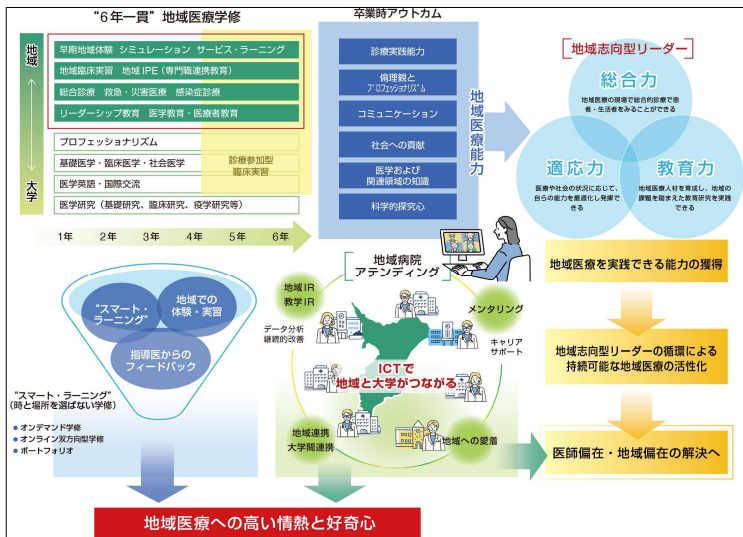 “6年一貫” 地域医療学修
地域
大学
早期地域体験 シミュレーション サービス・ラーニング
地域臨床実習 地域IPE（専門職連携教育）
総合診療 救急・災害医療 感染症診療
リーダーシップ教育 医学教育・医療者教育
プロフェッショナリズム
基礎医学・臨床医学・社会医学
医学英語・国際交流
医学研究（基礎研究、臨床研究、疫学研究等）
診療参加型
臨床実習
1年 2年 3年 4年 5年 6年
卒業時アウトカム
診療実践能力
倫理観と
プロフェッショナリズム
コミュニケーション
社会への貢献
医学および
関連領域の知識
科学的探究心
地域医療能力
地域志向型リーダー
総合力
地域医療の現場で総合的診療で患
者・生活者をみることができる
適応力
医療や社会の状況に応じて、
自らの能力を最適化し発揮で
きる
教育力
地域医療人材を育成し、地域の
課題を踏まえた教育研究を実践
できる
地域医療を実践できる能力の獲得
地域志向型リーダーの循環による
持続可能な地域医療の活性化
医師偏在・地域偏在の解決へ
“スマート・
ラーニング”
地域での
体験・実習
指導医からの
フィードバック
“スマート・ラーニング”
（時と場所を選ばない学修）
● オンデマンド学修
● オンライン双方向型学修
● ポートフォリオ
地域病院
アテンディング
地域IR
教学IR
データ分析
継続的改善
メンタリング
キャリア
サポート
ICTで
地域と大学がつながる
地域連携
大学間連携
地域への愛着
地域医療への高い情熱と好奇心